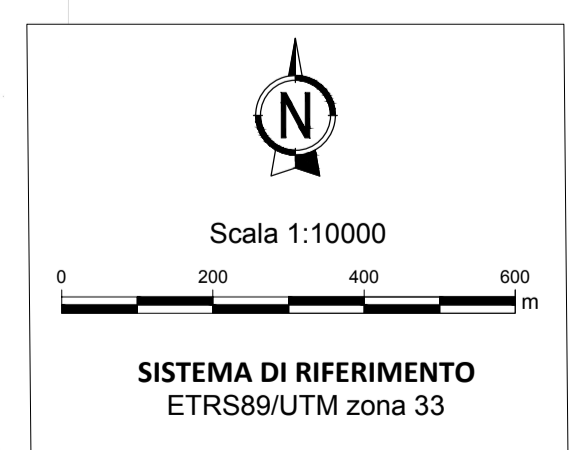 N
Scala 1:10000
0 200 400 600
m
SISTEMA DI RIFERIMENTO
ETRS89/UTM zona 33